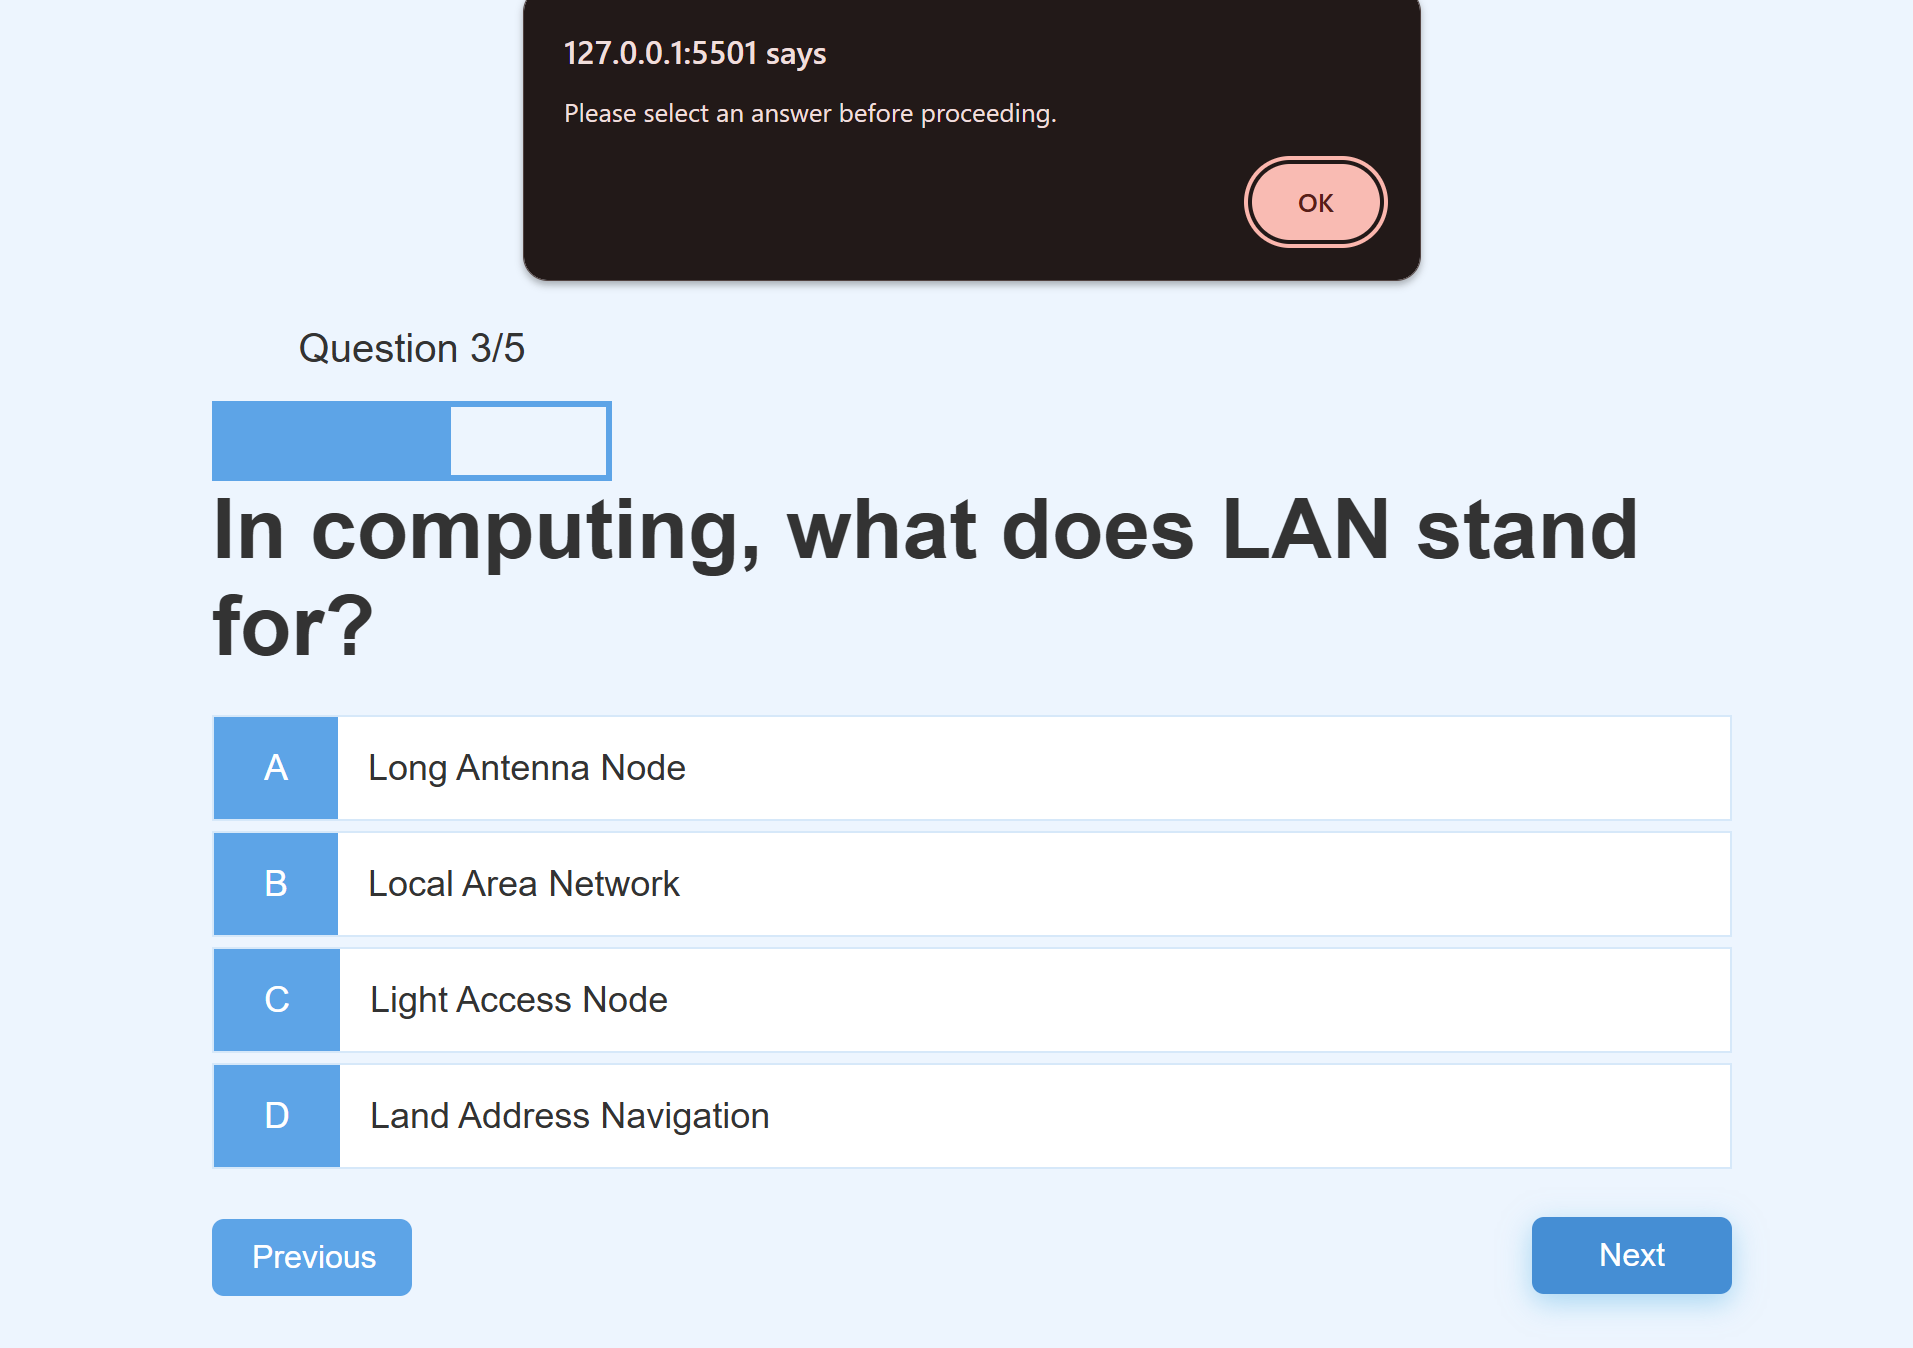 127.0.0.1:5501 says
Please select an answer before proceeding.
OK
Question 3/5
In computing, what does LAN stand
for?
A Long Antenna Node
B Local Area Network
C Light Access Node
D Land Address Navigation
Previous Next